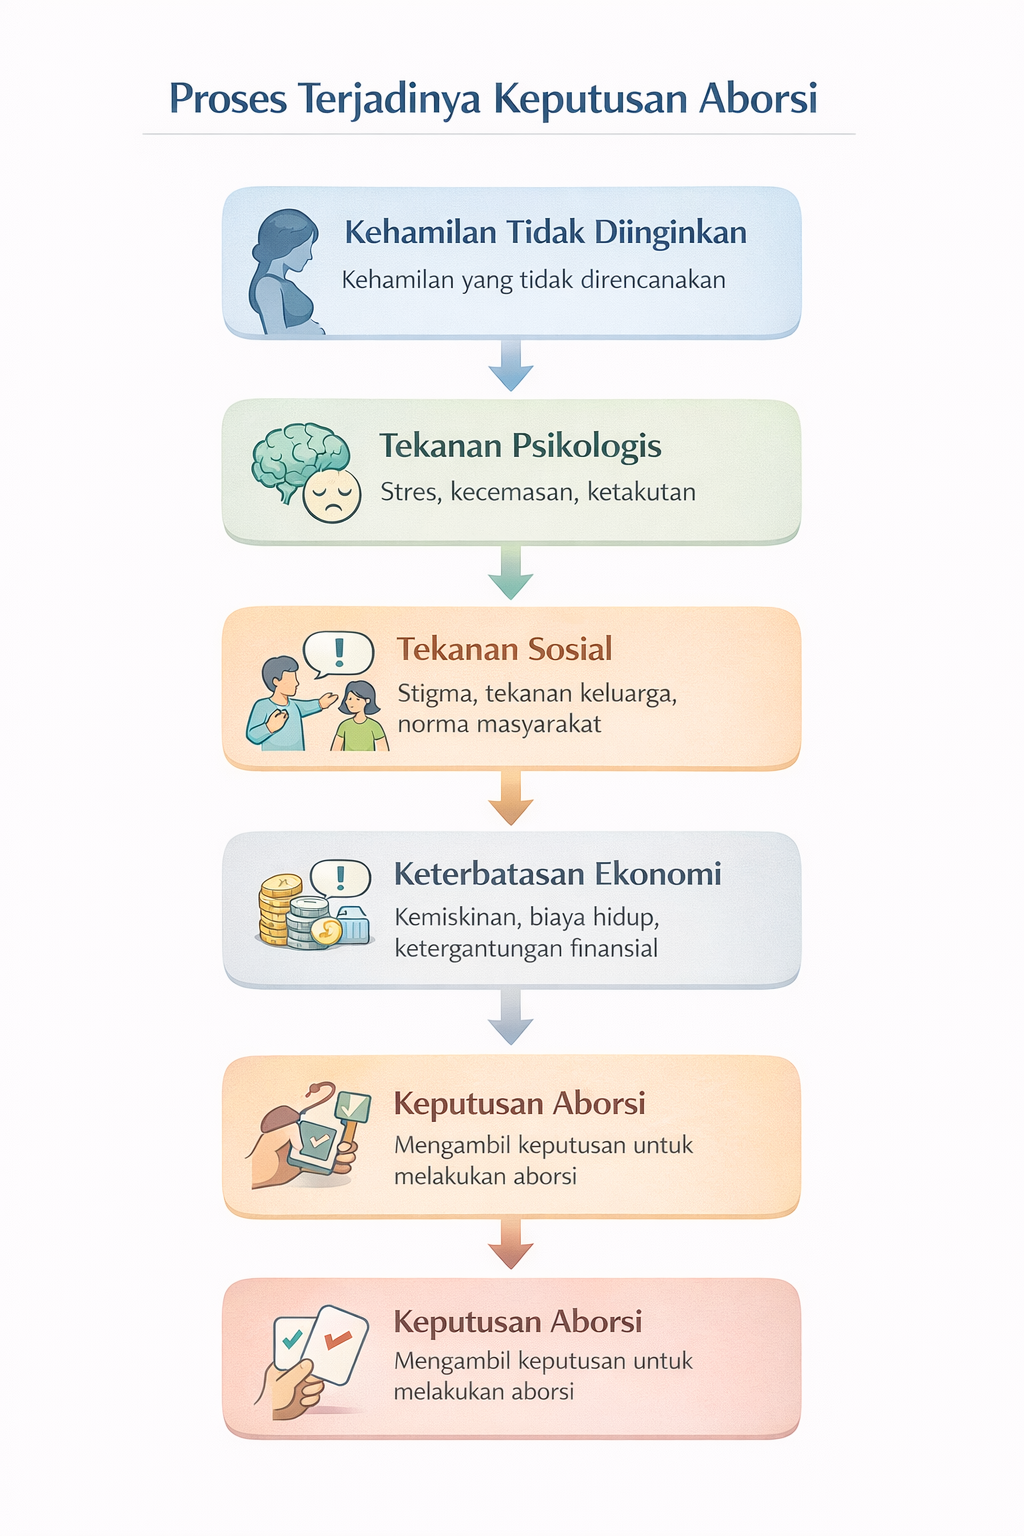 Proses Terjadinya Keputusan Aborsi
Kehamilan Tidak Diinginkan
Kehamilan yang tidak direncanakan
Tekanan Psikologis
Stres, kecemasan, ketakutan
!
Tekanan Sosial
Stigma, tekanan keluarga,
norma masyarakat
!
Keterbatasan Ekonomi
Kemiskinan, biaya hidup,
ketergantungan finansial
Keputusan Aborsi
Mengambil keputusan untuk
melakukan aborsi
Keputusan Aborsi
Mengambil keputusan untuk
melakukan aborsi